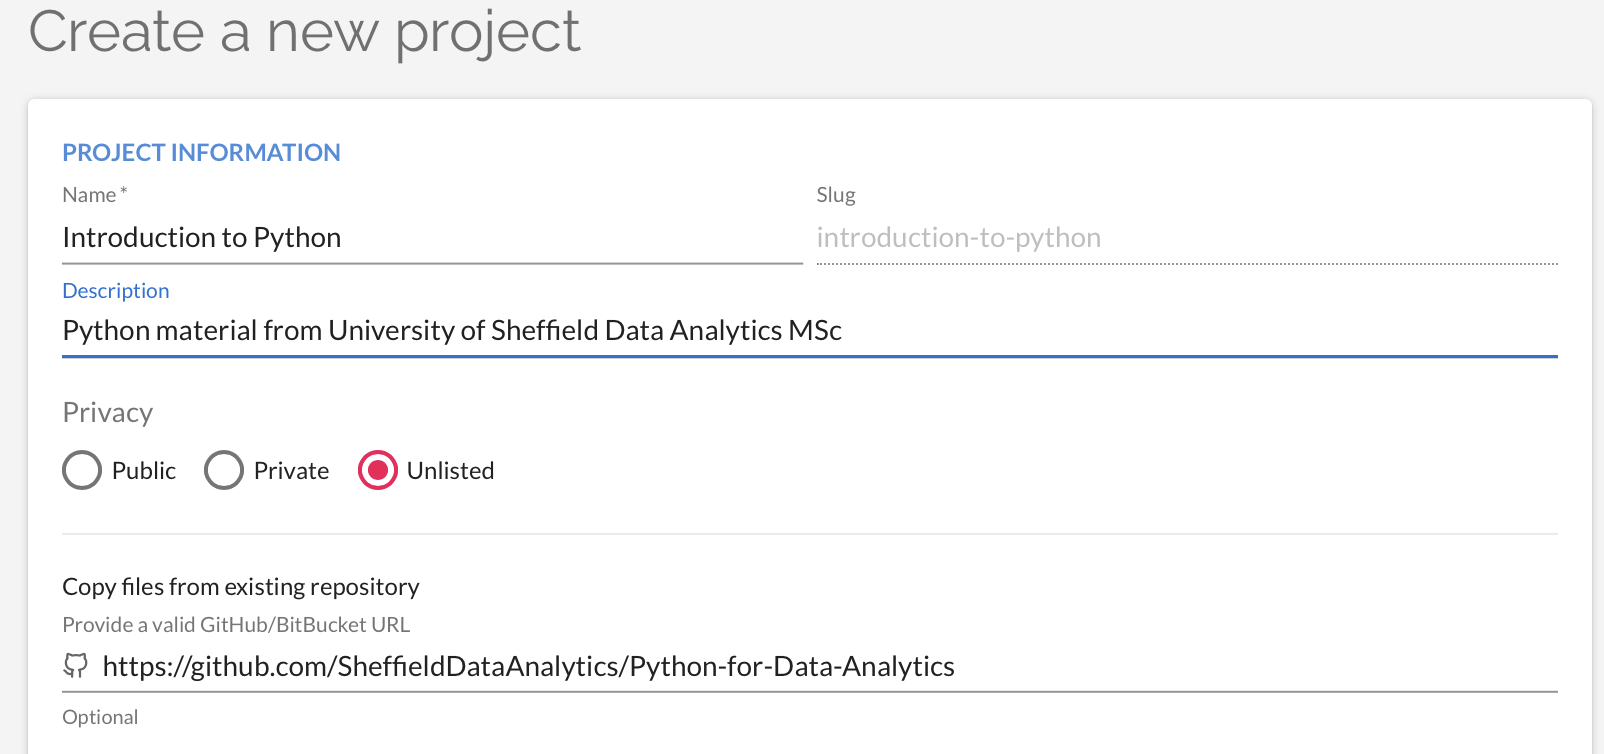 Create a new project
PROJECT INFORMATION
Name *
Slug
Introduction to Python
introduction-to-python
Description
Python material from University of Sheffield Data Analytics MSc
Privacy
Public Private Unlisted
Copy files from existing repository
Provide a valid GitHub/BitBucket URL
https://github.com/SheffieldDataAnalytics/Python-for-Data-Analytics
Optional